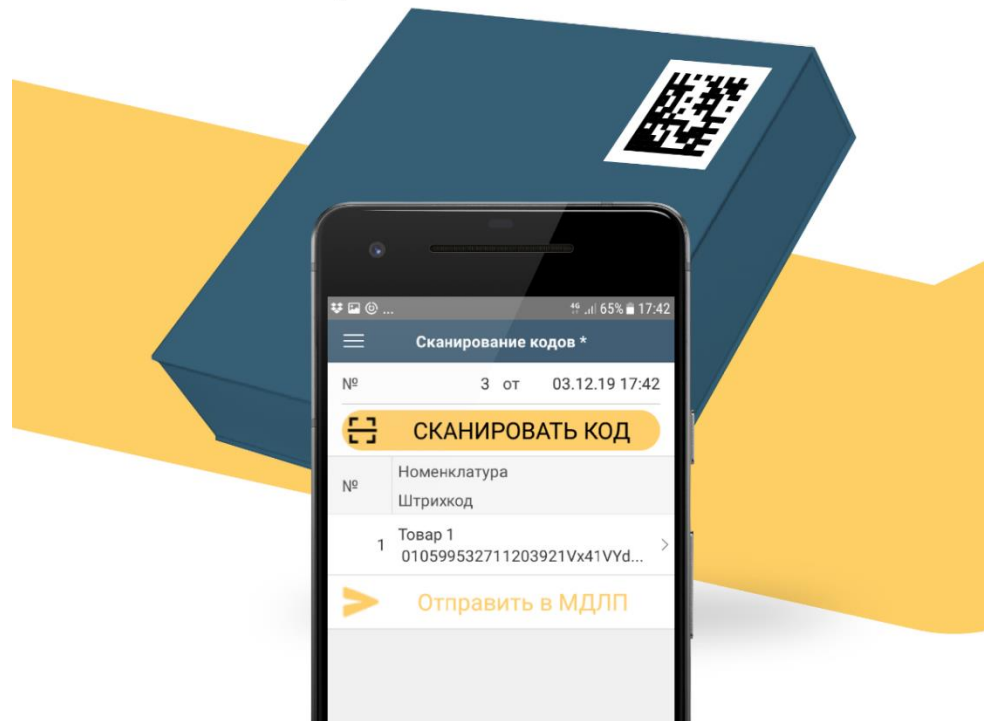 ... 4G 65% 17:42
Сканирование кодов *
№ 3 от 03.12.19 17:42
СКАНИРОВАТЬ КОД
№
Номенклатура
Штрихкод
1
Товар 1
010599532711203921Vx41VYd...
Отправить в МДЛП